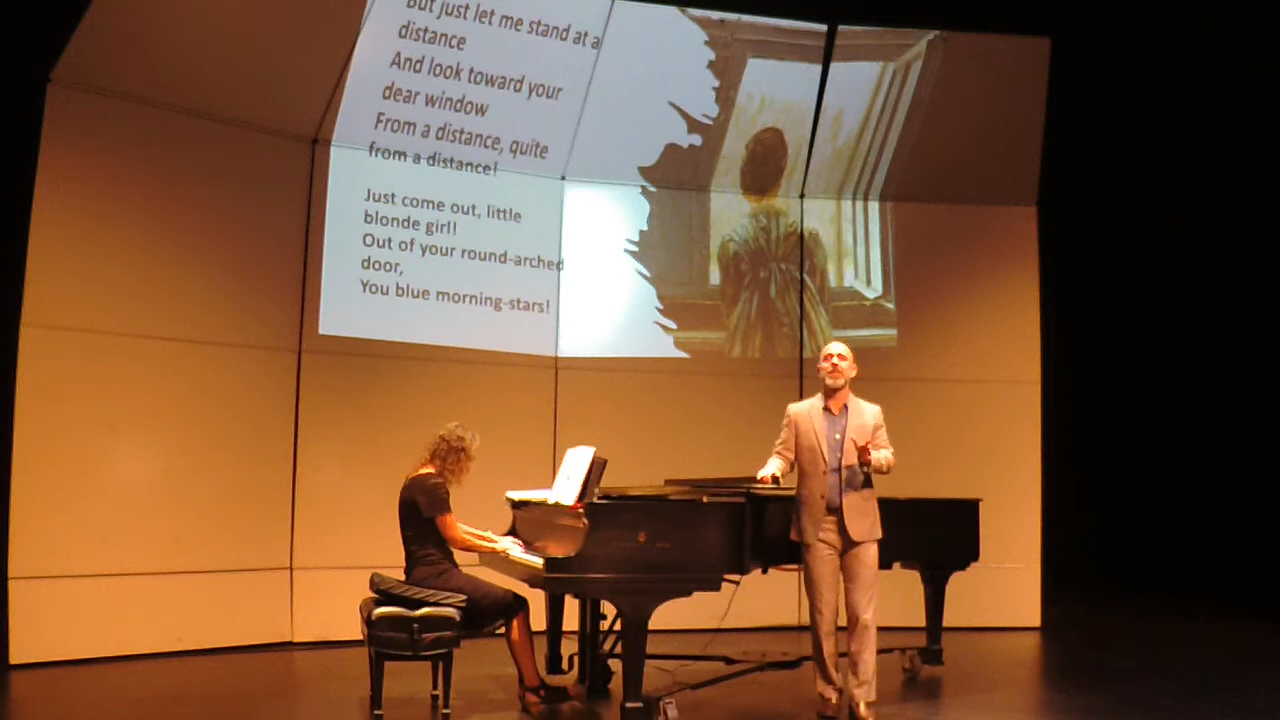 But just let me stand at a
distance
And look toward your
dear window
From a distance, quite
from a distance!
Just come out, little
blonde girl!
Out of your round-arched
door,
You blue morning-stars!